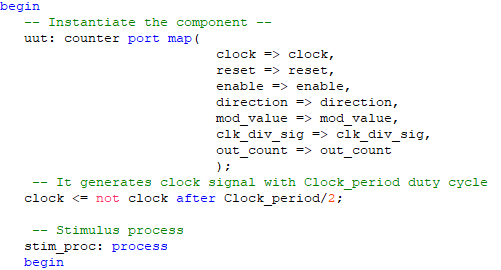 begin
-- Instantiate the component --
uut: counter port map(
clock => clock,
reset => reset,
enable => enable,
direction => direction,
mod_value => mod_value,
clk_div_sig => clk_div_sig,
out_count => out_count
);
-- It generates clock signal with Clock_period duty cycle
clock <= not clock after Clock_period/2;
-- Stimulus process
stim_proc: process
begin